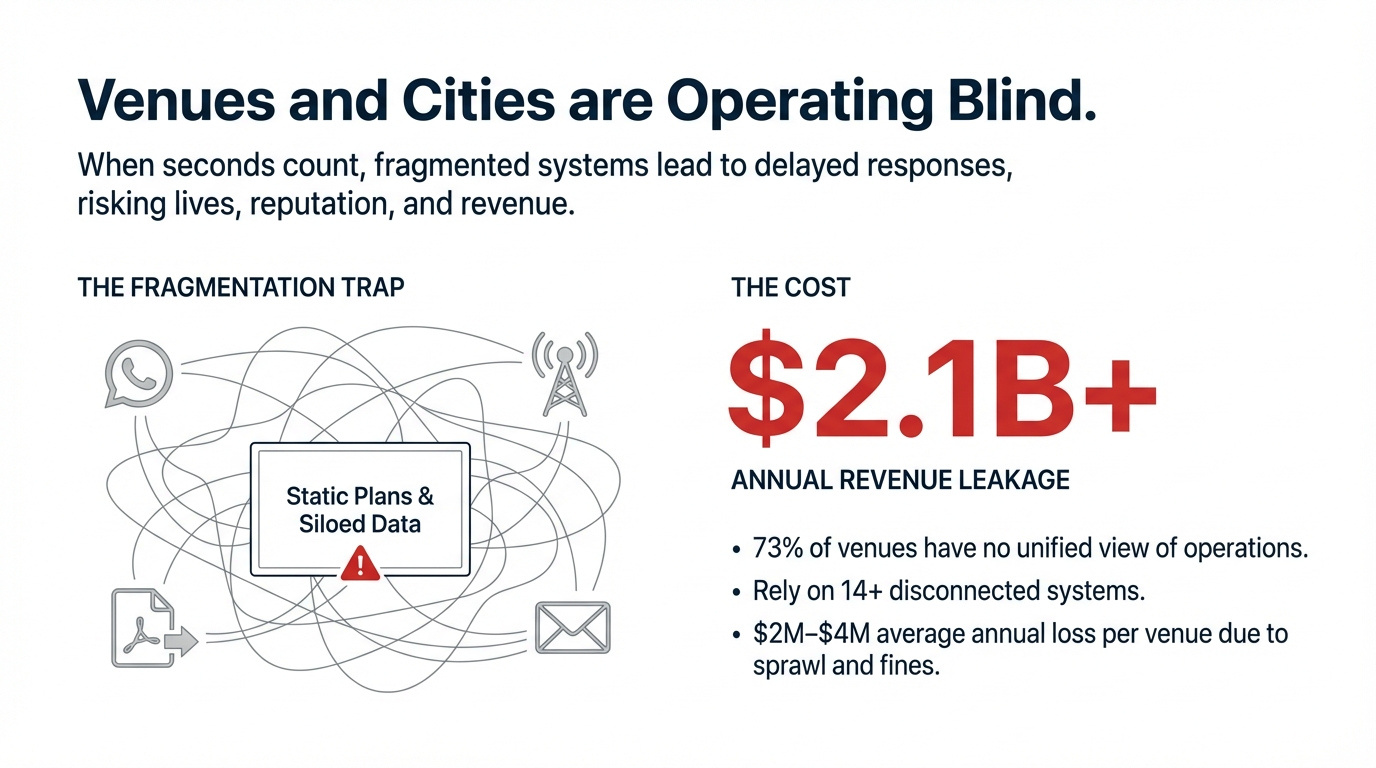 Venues and Cities are Operating Blind.
When seconds count, fragmented systems lead to delayed responses,
risking lives, reputation, and revenue.
THE FRAGMENTATION TRAP
Static Plans &
Siloed Data
!
THE COST
$2.1B+
ANNUAL REVENUE LEAKAGE
• 73% of venues have no unified view of operations.
• Rely on 14+ disconnected systems.
• $2M–$4M average annual loss per venue due to
sprawl and fines.